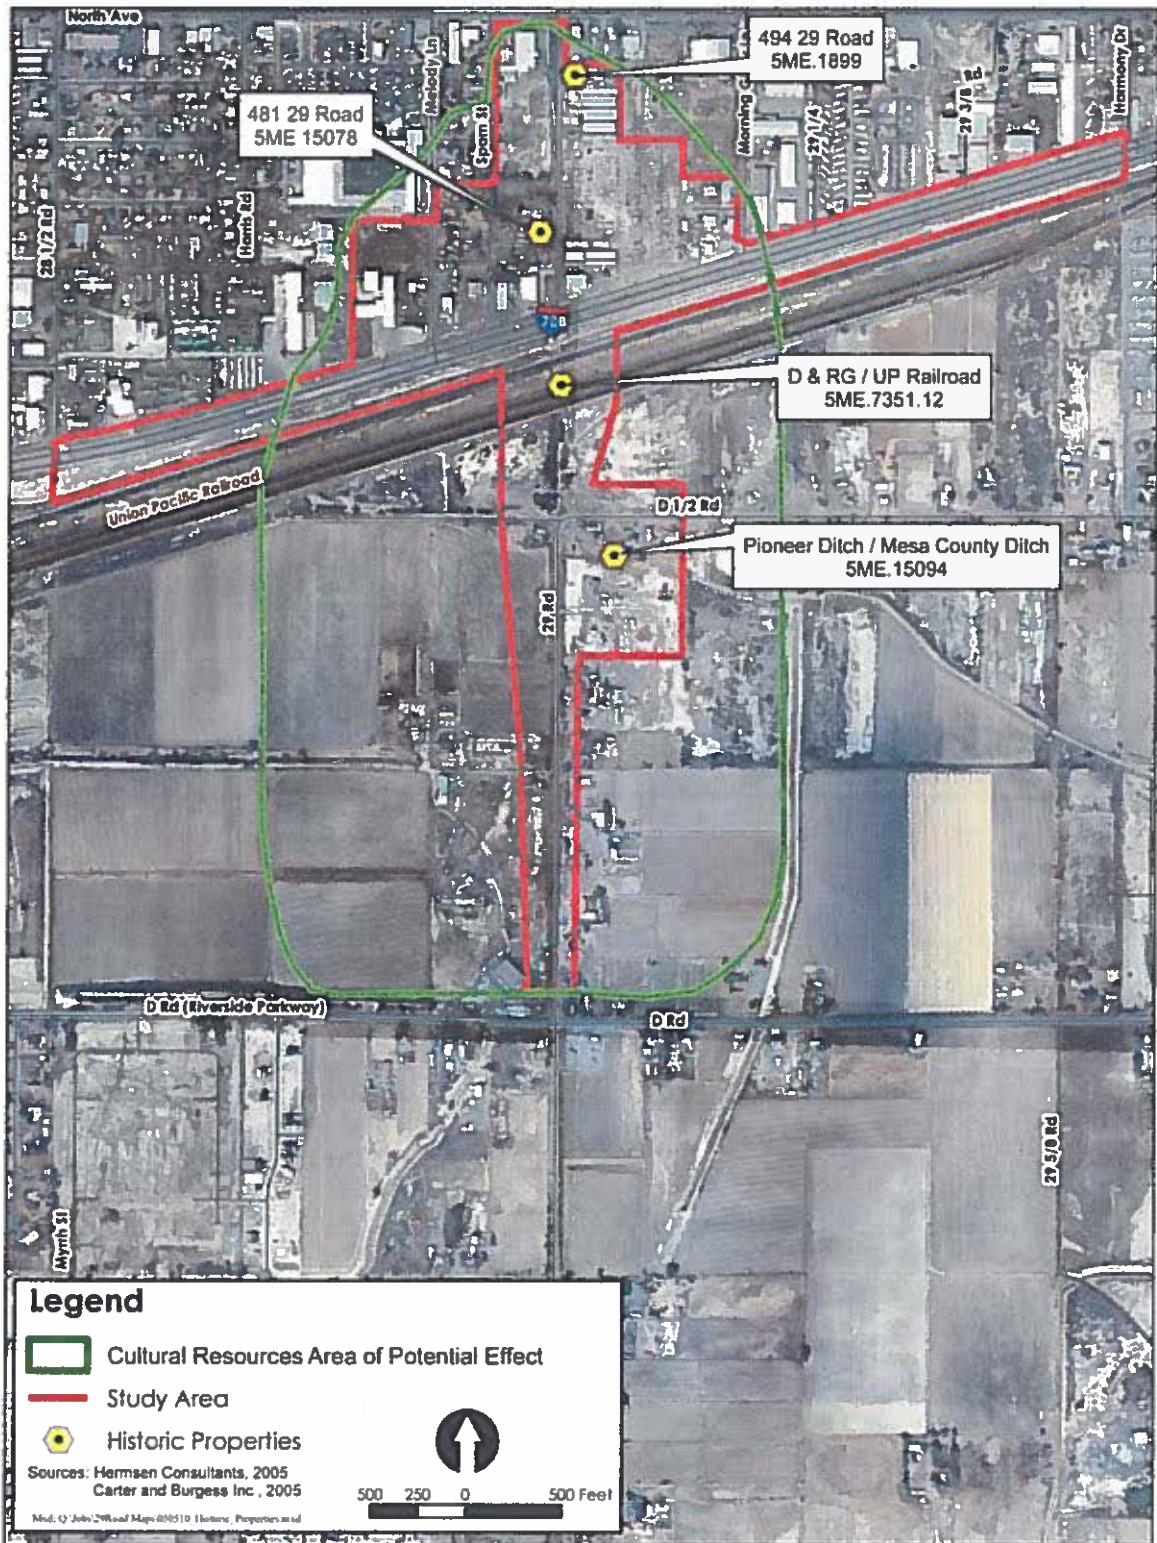 North Ave
494 29 Road
5ME.1899
Melody Ln
481 29 Road
5ME 15078
Sparn St
29 1/4
29 3/8 Rd
Harmony Dr
28 1/2 Rd
Harris Rd
70B
D & RG / UP Railroad
5ME.7351.12
Union Pacific Railroad
D 1/2 Rd
Pioneer Ditch / Mesa County Ditch
5ME.15094
29 Rd
D Rd (Riverside Parkway)
D Rd
29 5/8 Rd
Myrrh St
Legend
Cultural Resources Area of Potential Effect
Study Area
Historic Properties
Sources: Hermsen Consultants, 2005
Carter and Burgess Inc , 2005
500 250 0 500 Feet